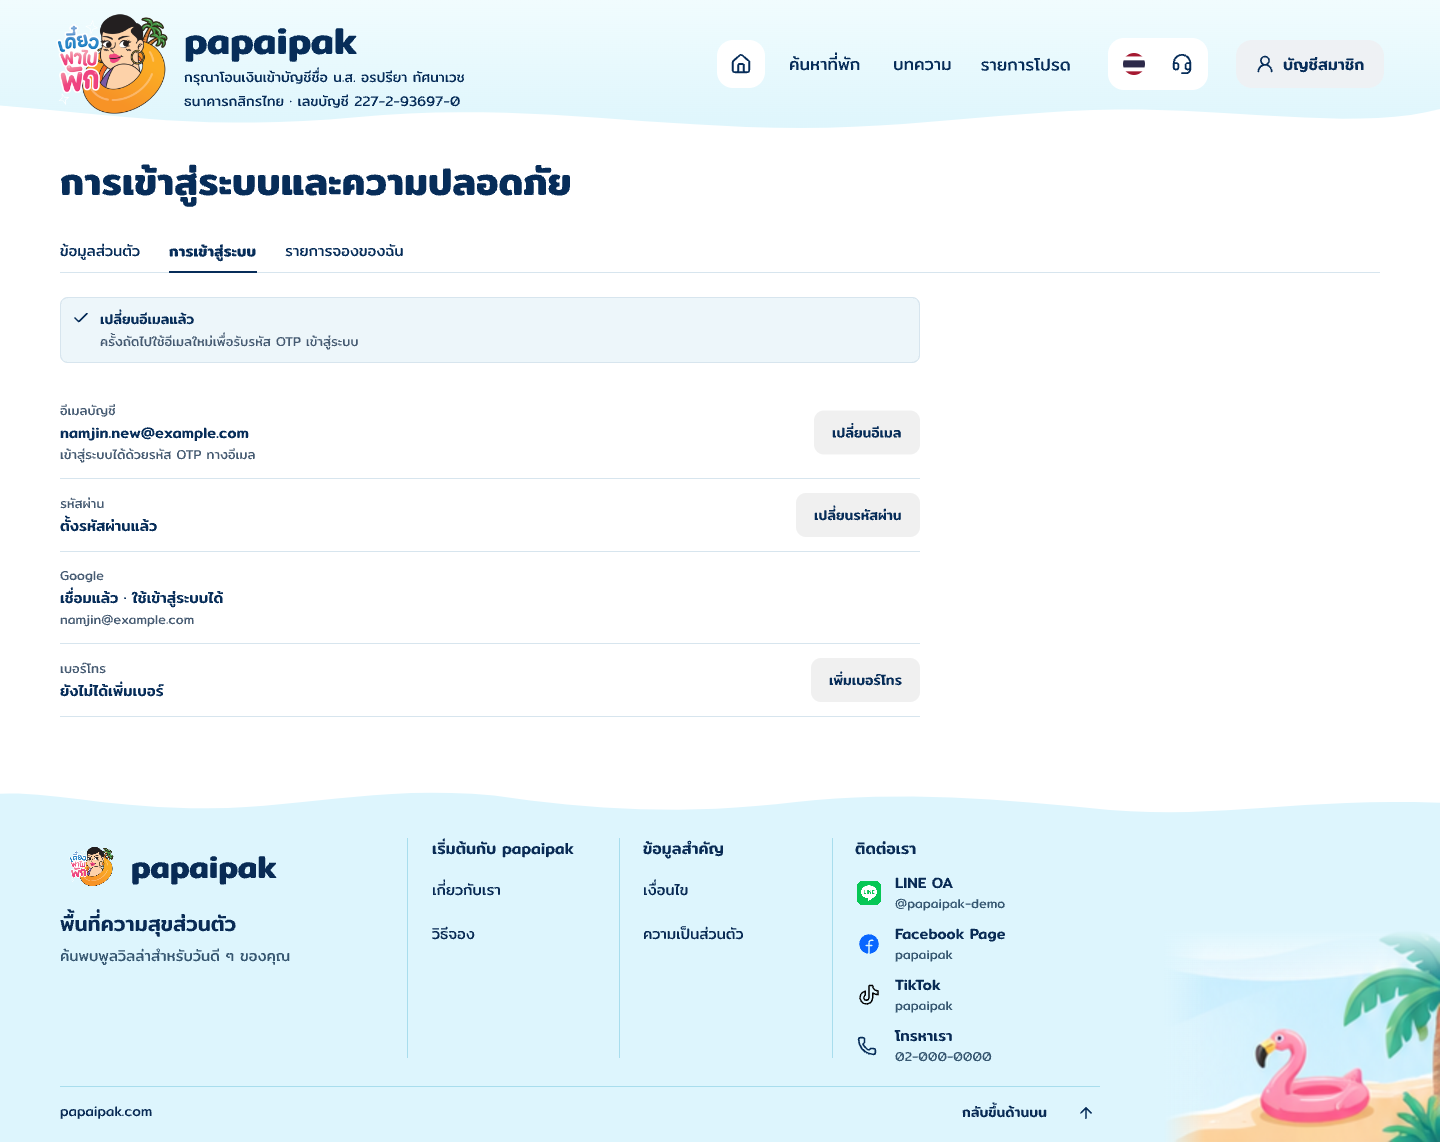 เดี๋ยว
พาไป
พัก
papaipak
กรุณาโอนเงินเข้าบัญชีชื่อ น.ส. อรปรียา ทัศนาเวช
ธนาคารกสิกรไทย · เลขบัญชี 227-2-93697-0
ค้นหาที่พัก
บทความ
รายการโปรด
บัญชีสมาชิก
การเข้าสู่ระบบและความปลอดภัย
ข้อมูลส่วนตัว
การเข้าสู่ระบบ
รายการจองของฉัน
เปลี่ยนอีเมลแล้ว
ครั้งถัดไปใช้อีเมลใหม่เพื่อรับรหัส OTP เข้าสู่ระบบ
อีเมลบัญชี
namjin.new@example.com
เข้าสู่ระบบได้ด้วยรหัส OTP ทางอีเมล
เปลี่ยนอีเมล
รหัสผ่าน
ตั้งรหัสผ่านแล้ว
เปลี่ยนรหัสผ่าน
Google
เชื่อมแล้ว · ใช้เข้าสู่ระบบได้
namjin@example.com
เบอร์โทร
ยังไม่ได้เพิ่มเบอร์
เพิ่มเบอร์โทร
เดี๋ยว
พาไป
พัก
papaipak
พื้นที่ความสุขส่วนตัว
ค้นพบพูลวิลล่าสำหรับวันดี ๆ ของคุณ
เริ่มต้นกับ papaipak
เกี่ยวกับเรา
วิธีจอง
ข้อมูลสำคัญ
เงื่อนไข
ความเป็นส่วนตัว
ติดต่อเรา
LINE
LINE OA
@papaipak-demo
Facebook Page
papaipak
TikTok
papaipak
โทรหาเรา
02-000-0000
papaipak.com
กลับขึ้นด้านบน